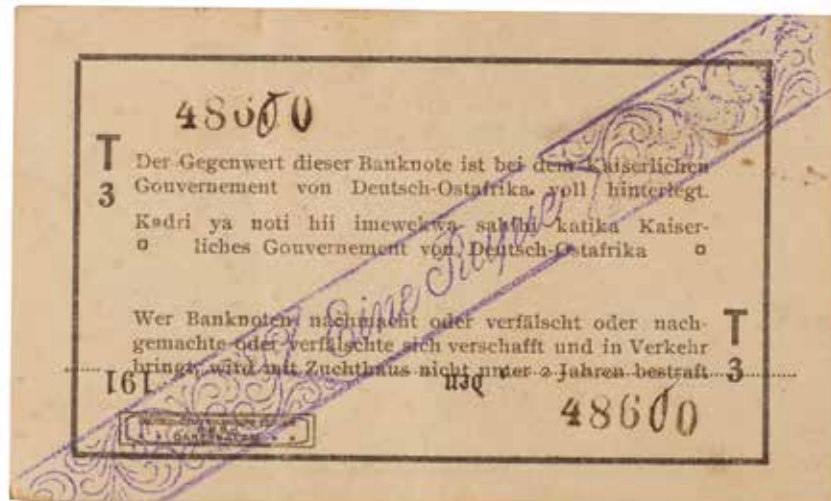 48600
T
3
Der Gegenwert dieser Banknote ist bei dem Kaiserlichen
Gouvernement von Deutsch-Ostafrika voll hinterlegt.
Kadri ya noti hii imewekwa sahihi katika Kaiser-
liches Gouvernement von Deutsch-Ostafrika
Eine Rupie
Wer Banknoten nachmacht oder verfälscht oder nach-
gemachte oder verfälschte sich verschafft und in Verkehr
bringt, wird mit Zuchthaus nicht unter 2 Jahren bestraft
T
3
den 191
48600